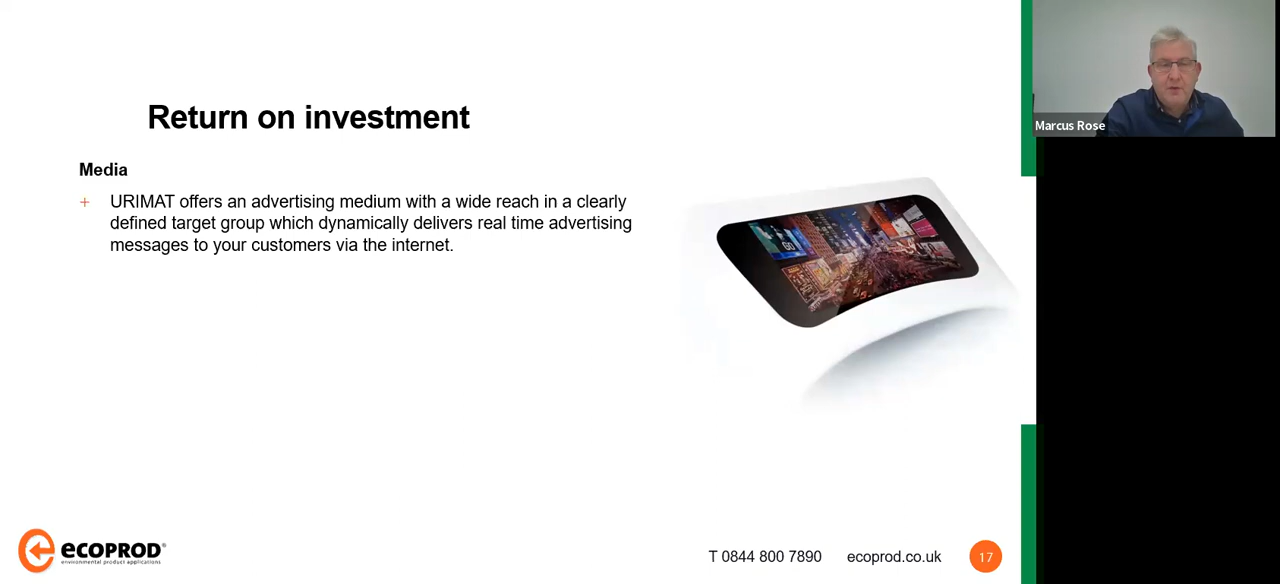 Return on investment
Marcus Rose
Media
+ URIMAT offers an advertising medium with a wide reach in a clearly
defined target group which dynamically delivers real time advertising
messages to your customers via the internet.
GO
ECOPROD®
environmental product applications
T 0844 800 7890 ecoprod.co.uk 17